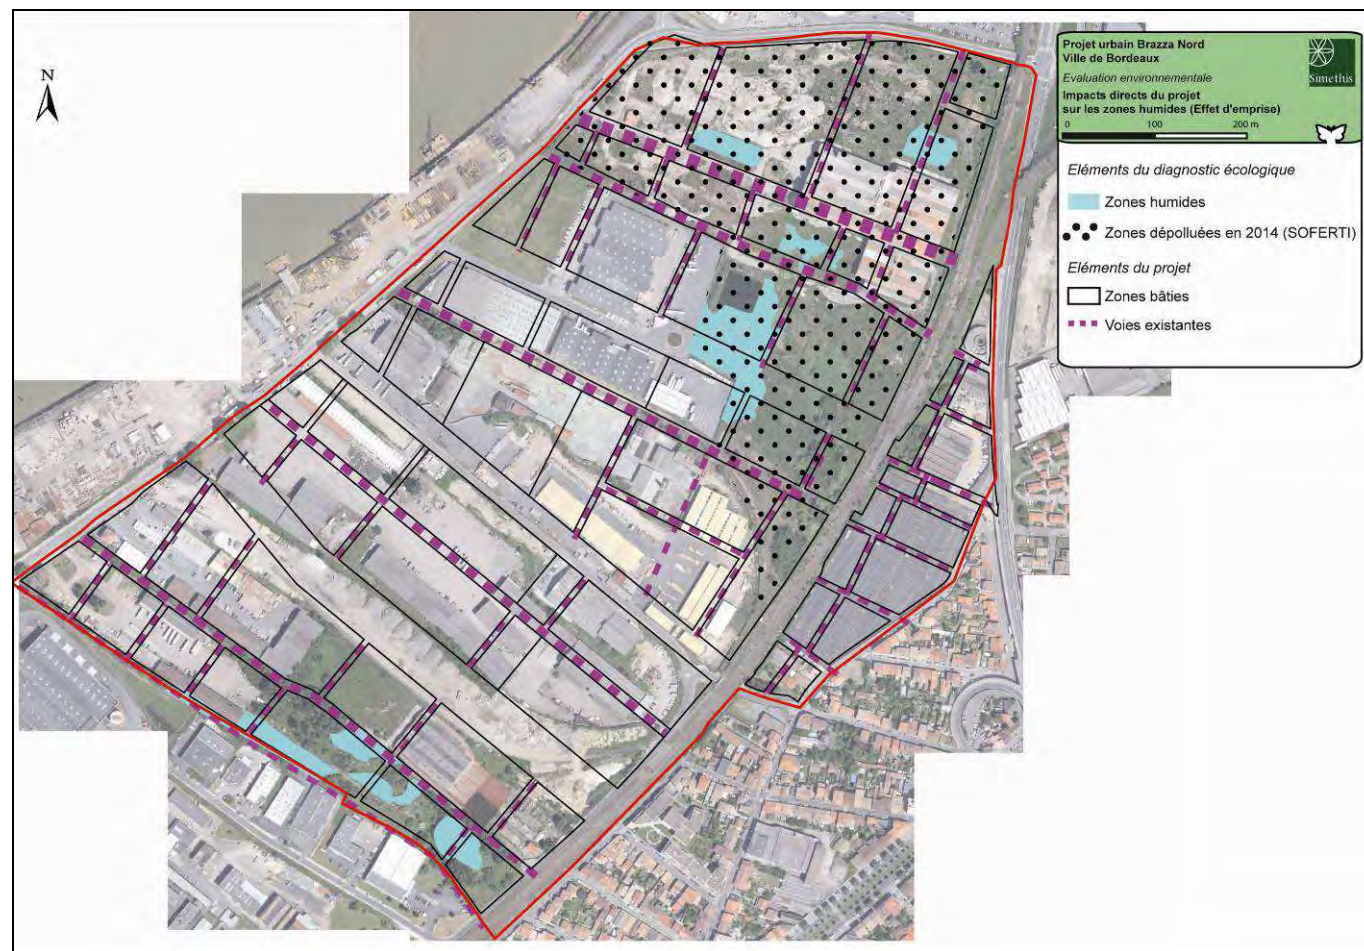 N
Projet urbain Brazza Nord
Ville de Bordeaux
Evaluation environnementale
Impacts directs du projet
sur les zones humides (Effet d'emprise)
0 100 200 m
Simethis
Eléments du diagnostic écologique
Zones humides
Zones dépolluées en 2014 (SOFERTI)
Eléments du projet
Zones bâties
Voies existantes